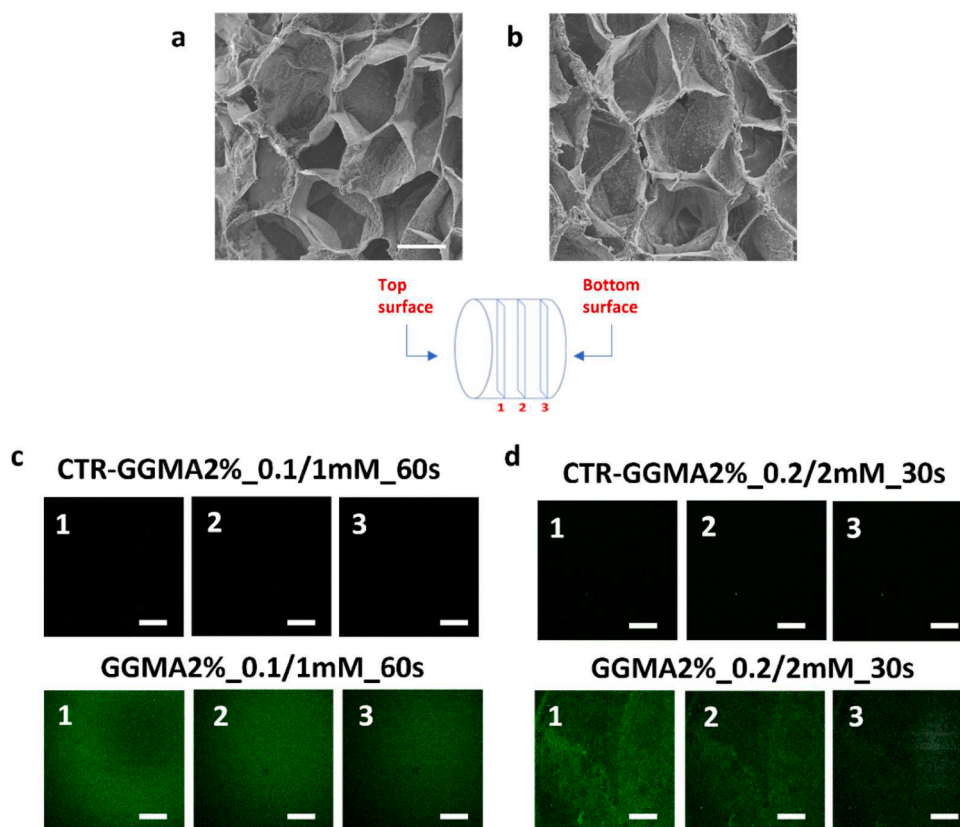 a
b
Top
surface
Bottom
surface
1 2 3
c
CTR-GGMA2%_0.1/1mM_60s
1 2 3
GGMA2%_0.1/1mM_60s
1 2 3
d
CTR-GGMA2%_0.2/2mM_30s
1 2 3
GGMA2%_0.2/2mM_30s
1 2 3